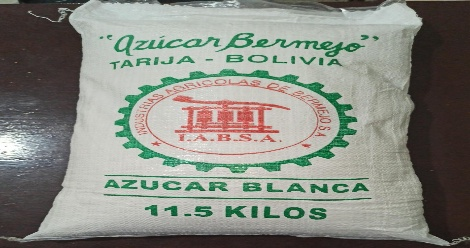 "Azúcar Bermejo"
TARIJA - BOLIVIA
INDUSTRIAS AGRICOLAS DE BERMEJO S.A.
I.A.B.S.A.
AZUCAR BLANCA
11.5 KILOS